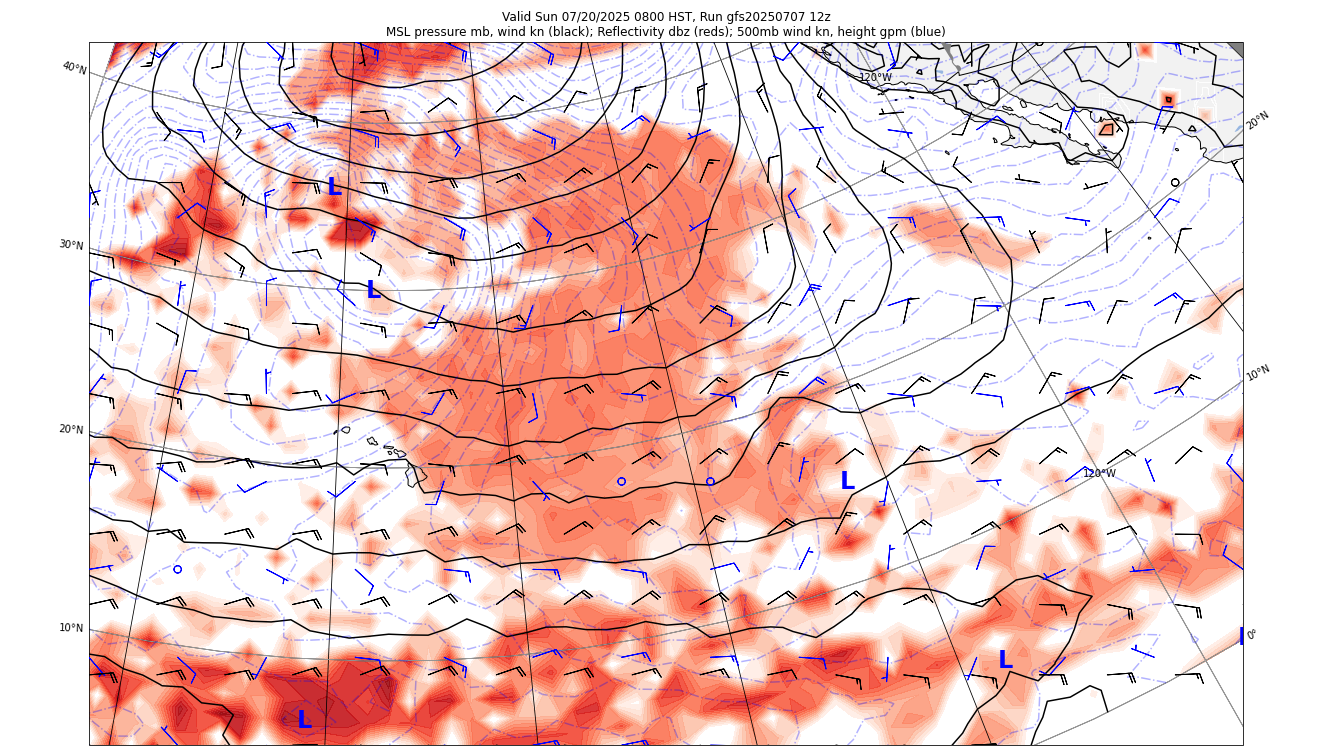 Valid Sun 07/20/2025 0800 HST, Run gfs20250707 12z
MSL pressure mb, wind kn (black); Reflectivity dbz (reds); 500mb wind kn, height gpm (blue)
40°N
120°W
20°N
L
30°N
L
10°N
20°N
120°W
L
10°N
0°
L
L